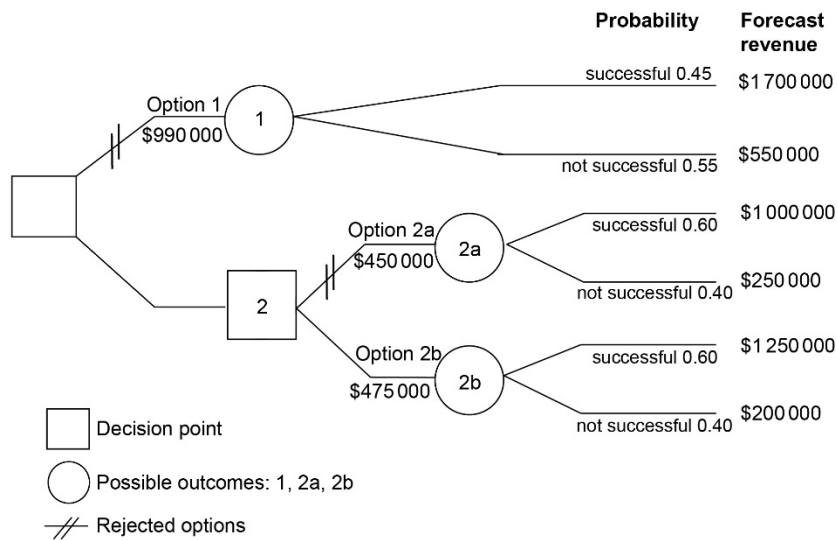 Probability
Forecast
revenue
successful 0.45
$1 700 000
Option 1
$990 000
1
not successful 0.55
$550 000
successful 0.60
$1 000 000
Option 2a
$450 000
2a
not successful 0.40
$250 000
2
successful 0.60
$1 250 000
Option 2b
$475 000
2b
not successful 0.40
$200 000
Decision point
Possible outcomes: 1, 2a, 2b
Rejected options